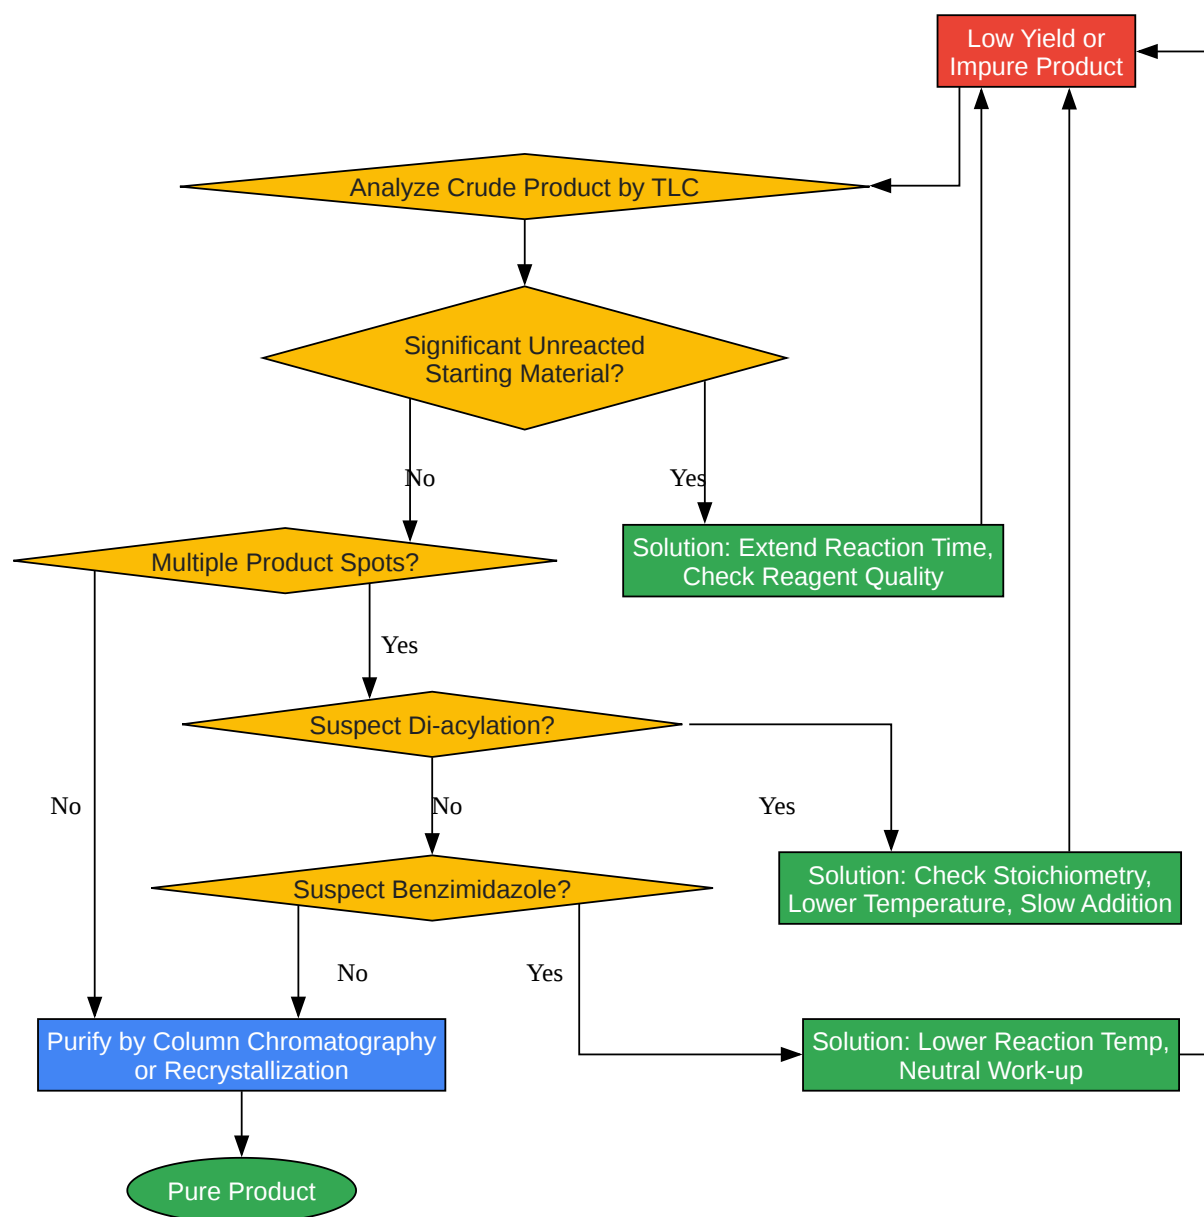 Low Yield or
Impure Product
Analyze Crude Product by TLC
Significant Unreacted
Starting Material?
No
Yes
Multiple Product Spots?
Solution: Extend Reaction Time,
Check Reagent Quality
Yes
Suspect Di-acylation?
No
No
Yes
Suspect Benzimidazole?
Solution: Check Stoichiometry,
Lower Temperature, Slow Addition
No
Yes
Purify by Column Chromatography
or Recrystallization
Solution: Lower Reaction Temp,
Neutral Work-up
Pure Product